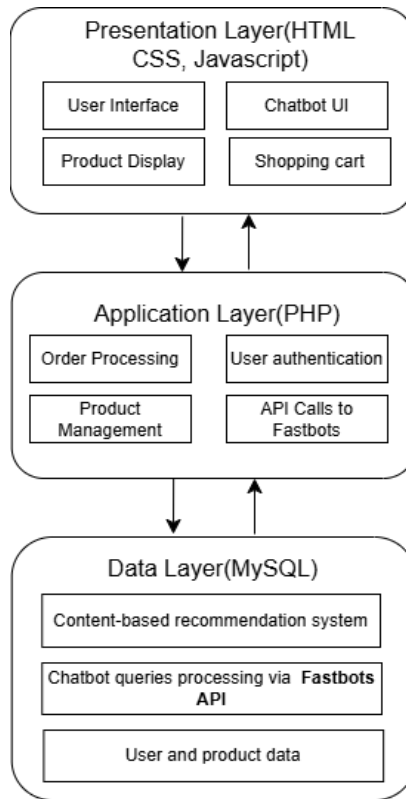 Presentation Layer(HTML
CSS, Javascript)
User Interface
Chatbot UI
Product Display
Shopping cart
Application Layer(PHP)
Order Processing
User authentication
Product
Management
API Calls to
Fastbots
Data Layer(MySQL)
Content-based recommendation system
Chatbot queries processing via Fastbots
API
User and product data